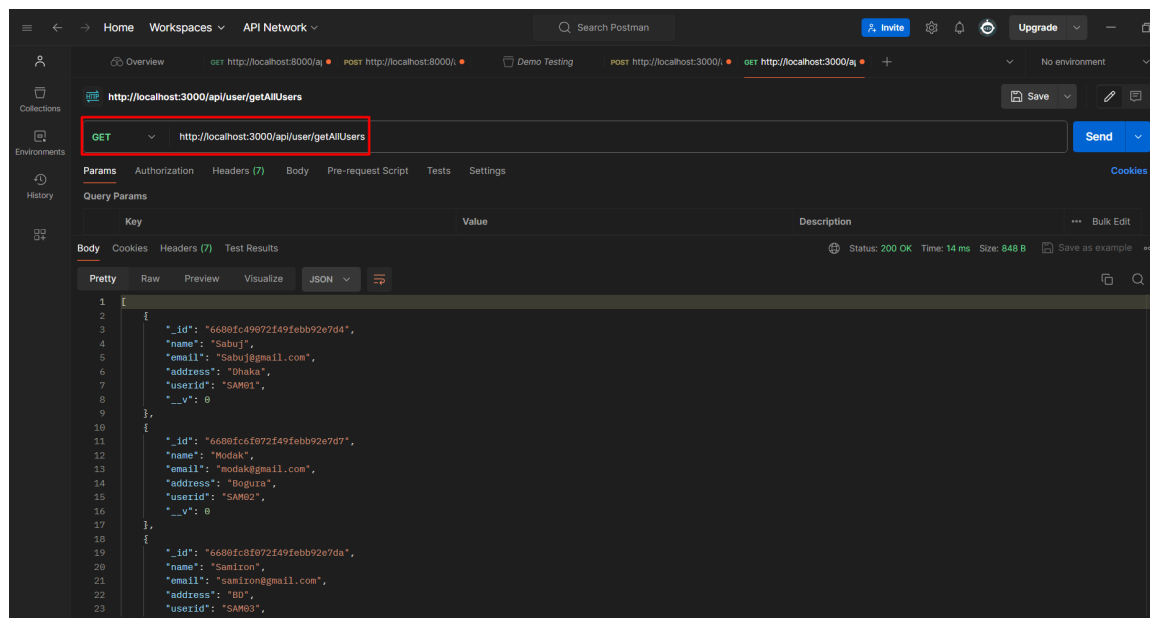 Home Workspaces API Network Search Postman Invite Upgrade
Overview GET http://localhost:8000/a POST http://localhost:8000/ Demo Testing POST http://localhost:3000/ GET http://localhost:3000/a + No environment
HTTP http://localhost:3000/api/user/getAllUsers Save
Collections
GET http://localhost:3000/api/user/getAllUsers Send
Environments
Params Authorization Headers (7) Body Pre-request Script Tests Settings Cookies
History
Query Params
Key Value Description ••• Bulk Edit
Body Cookies Headers (7) Test Results Status: 200 OK Time: 14 ms Size: 848 B Save as example
Pretty Raw Preview Visualize JSON
1 [
2 {
3 "_id": "6680fc49072f49febb92e7d4",
4 "name": "Sabuj",
5 "email": "Sabuj@gmail.com",
6 "address": "Dhaka",
7 "userid": "SAM01",
8 "__v": 0
9 },
10 {
11 "_id": "6680fc6f072f49febb92e7d7",
12 "name": "Modak",
13 "email": "modak@gmail.com",
14 "address": "Bogura",
15 "userid": "SAM02",
16 "__v": 0
17 },
18 {
19 "_id": "6680fc8f072f49febb92e7da",
20 "name": "Samiron",
21 "email": "samiron@gmail.com",
22 "address": "BD",
23 "userid": "SAM03",